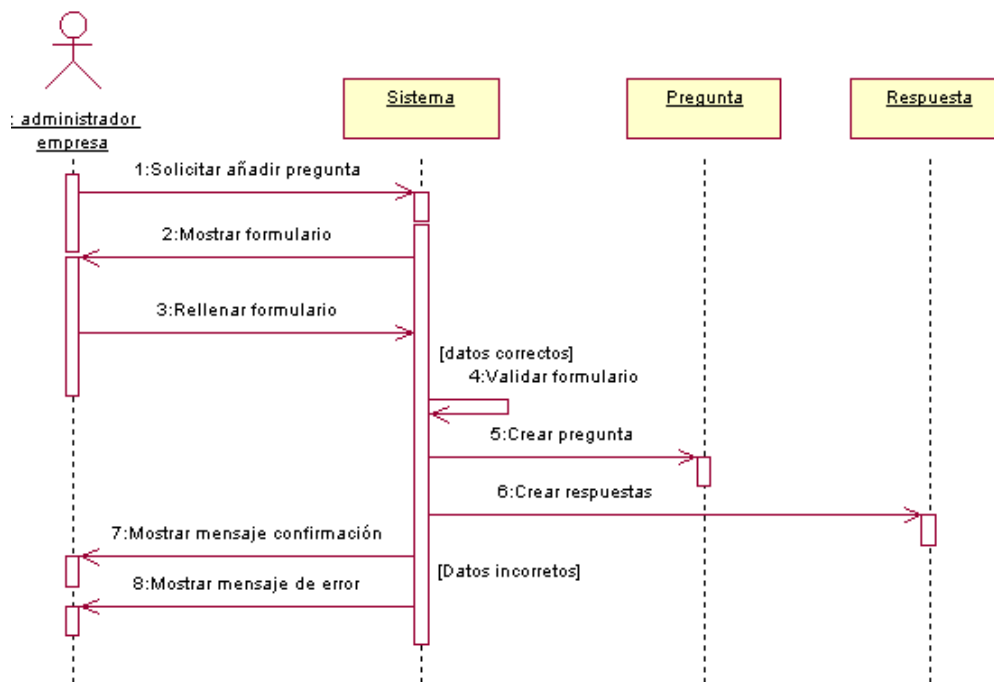 Sistema
Pregunta
Respuesta
: administrador
empresa
1:Solicitar añadir pregunta
2:Mostrar formulario
3:Rellenar formulario
[datos correctos]
4:Validar formulario
5:Crear pregunta
6:Crear respuestas
7:Mostrar mensaje confirmación
[Datos incorretos]
8:Mostrar mensaje de error